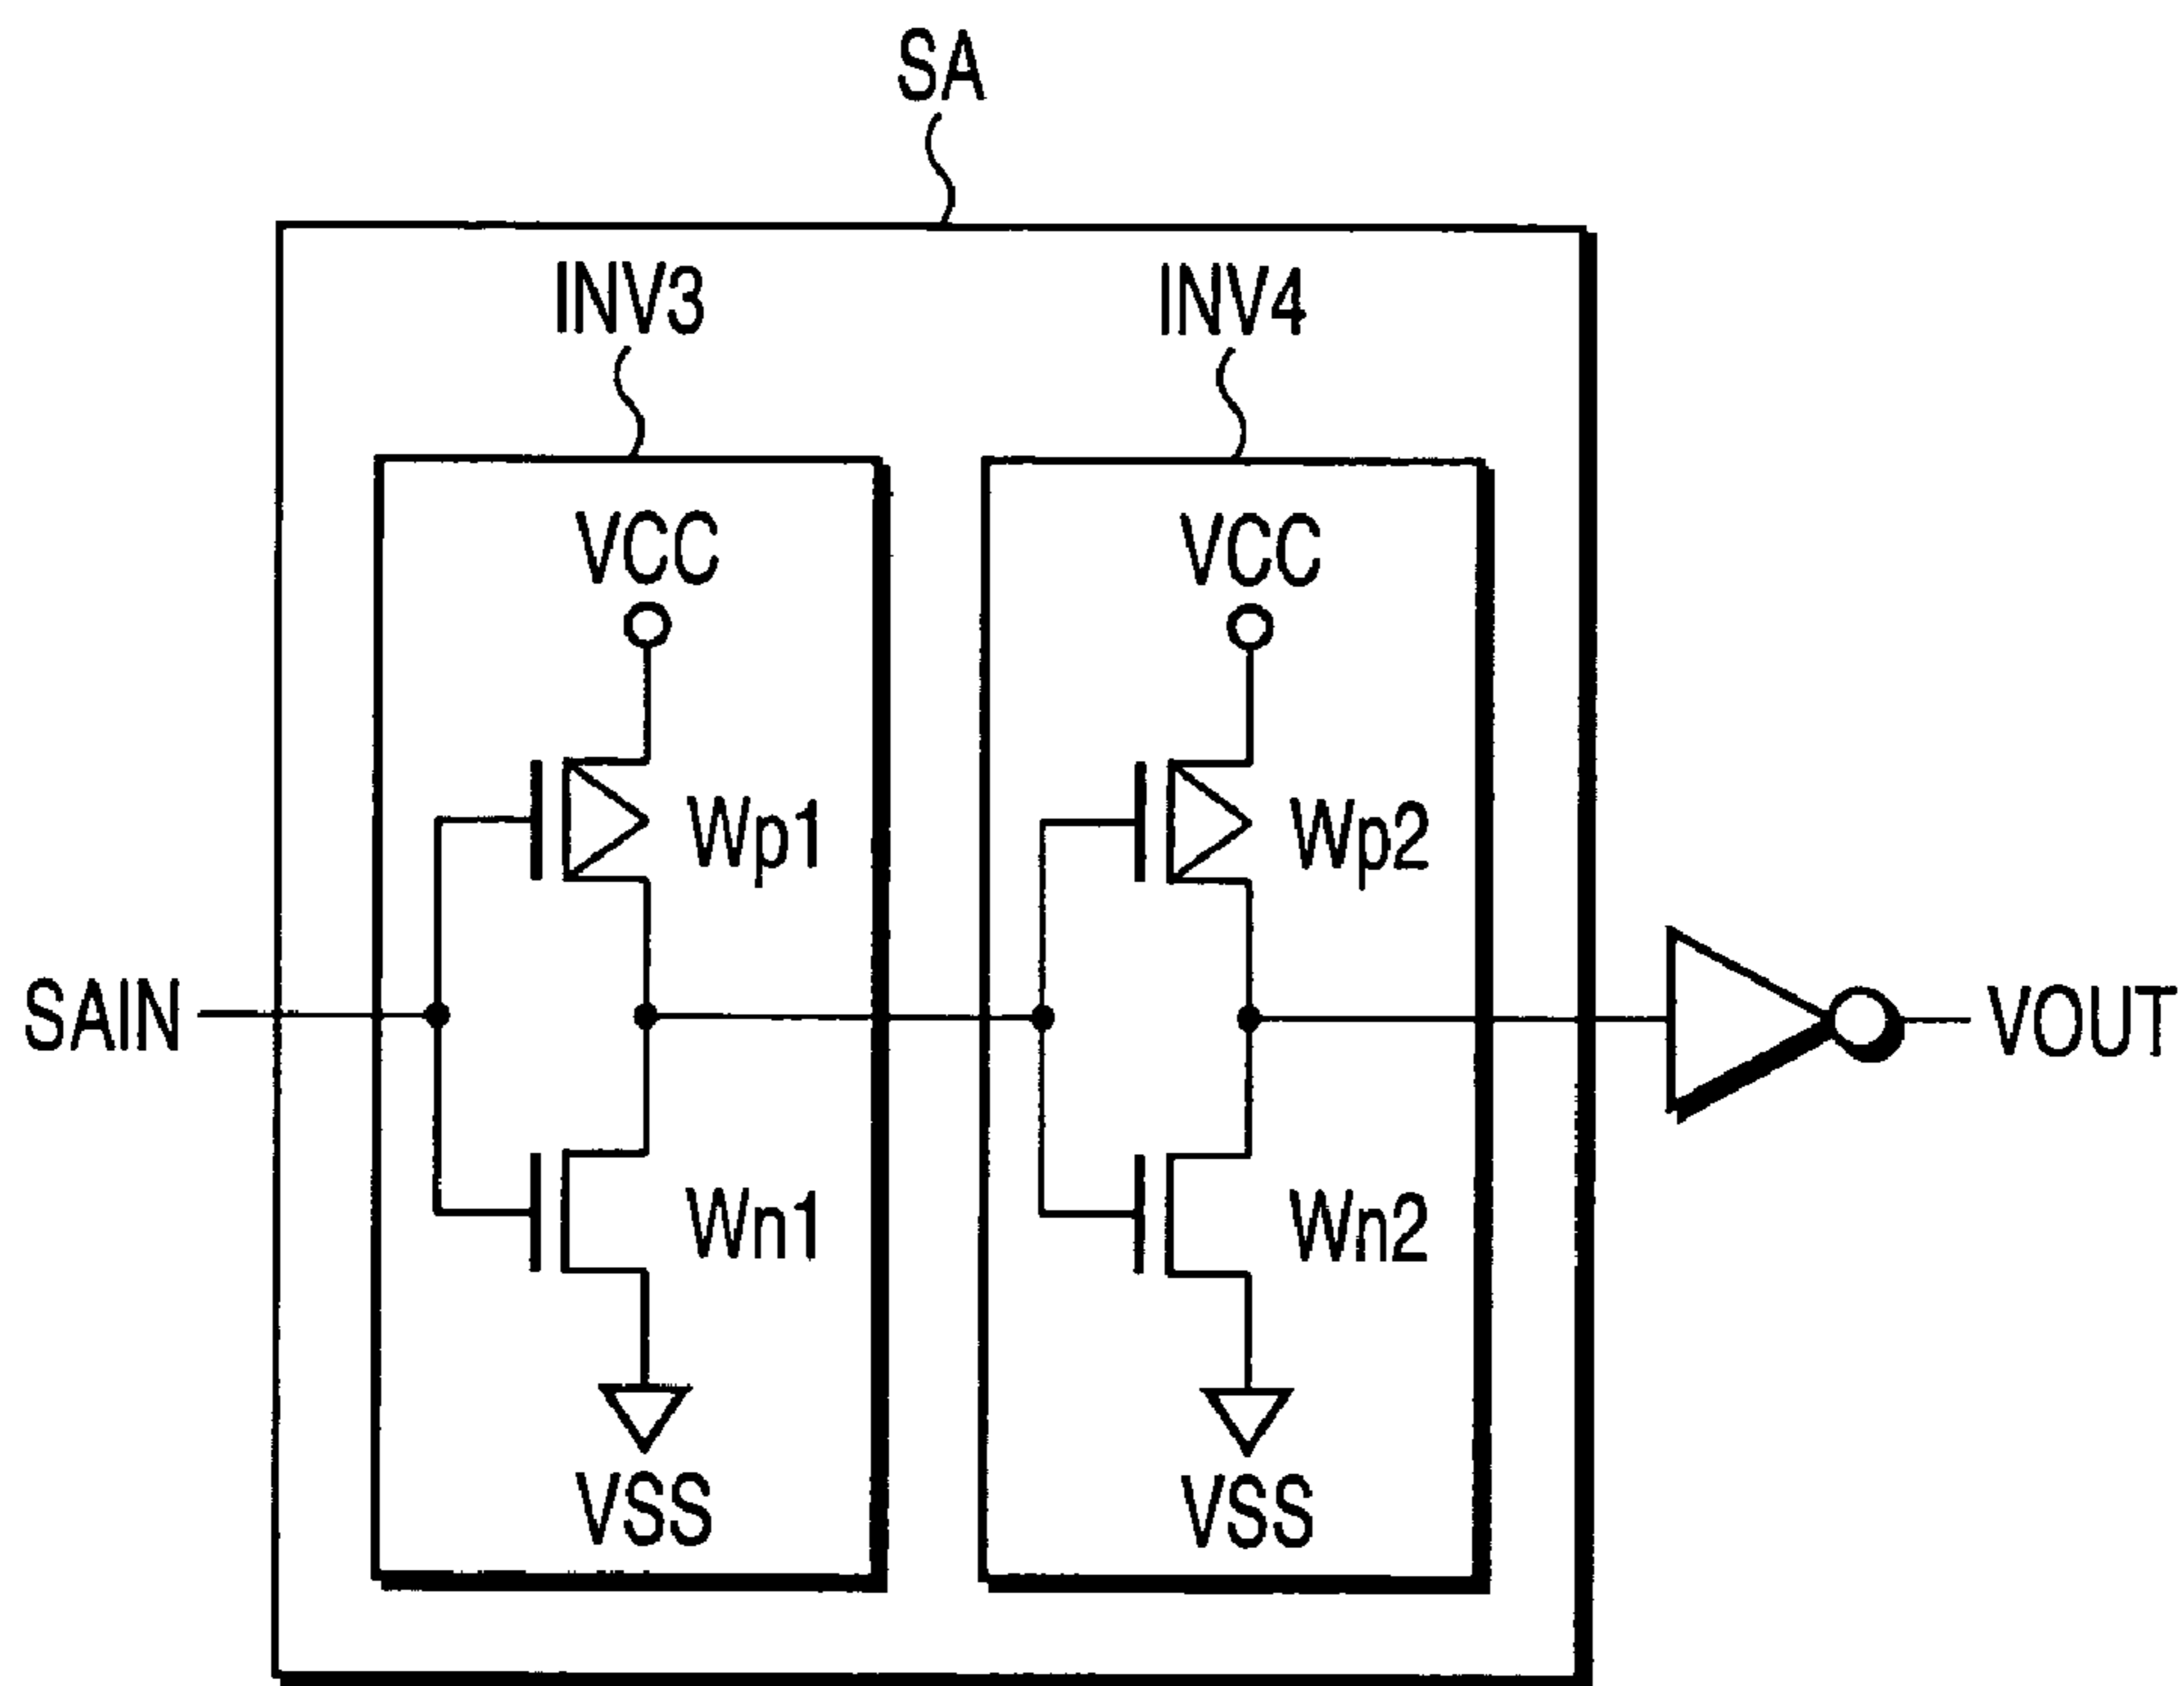 SA
INV3
INV4
VCC
VCC
Wp1
Wp2
SAIN
VOUT
Wn1
Wn2
VSS
VSS